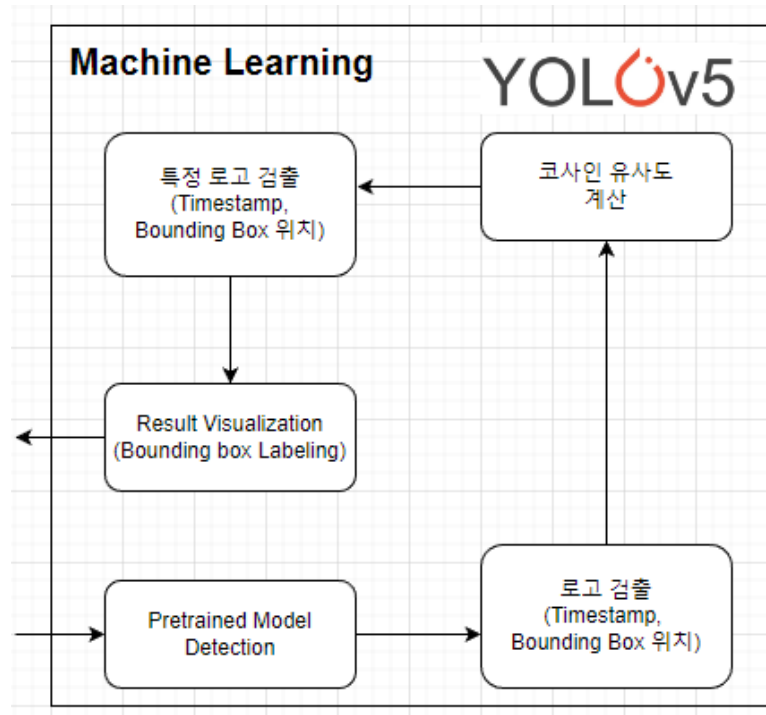 Machine Learning
YOLOv5
특정 로고 검출
(Timestamp,
Bounding Box 위치)
코사인 유사도
계산
Result Visualization
(Bounding box Labeling)
Pretrained Model
Detection
로고 검출
(Timestamp,
Bounding Box 위치)